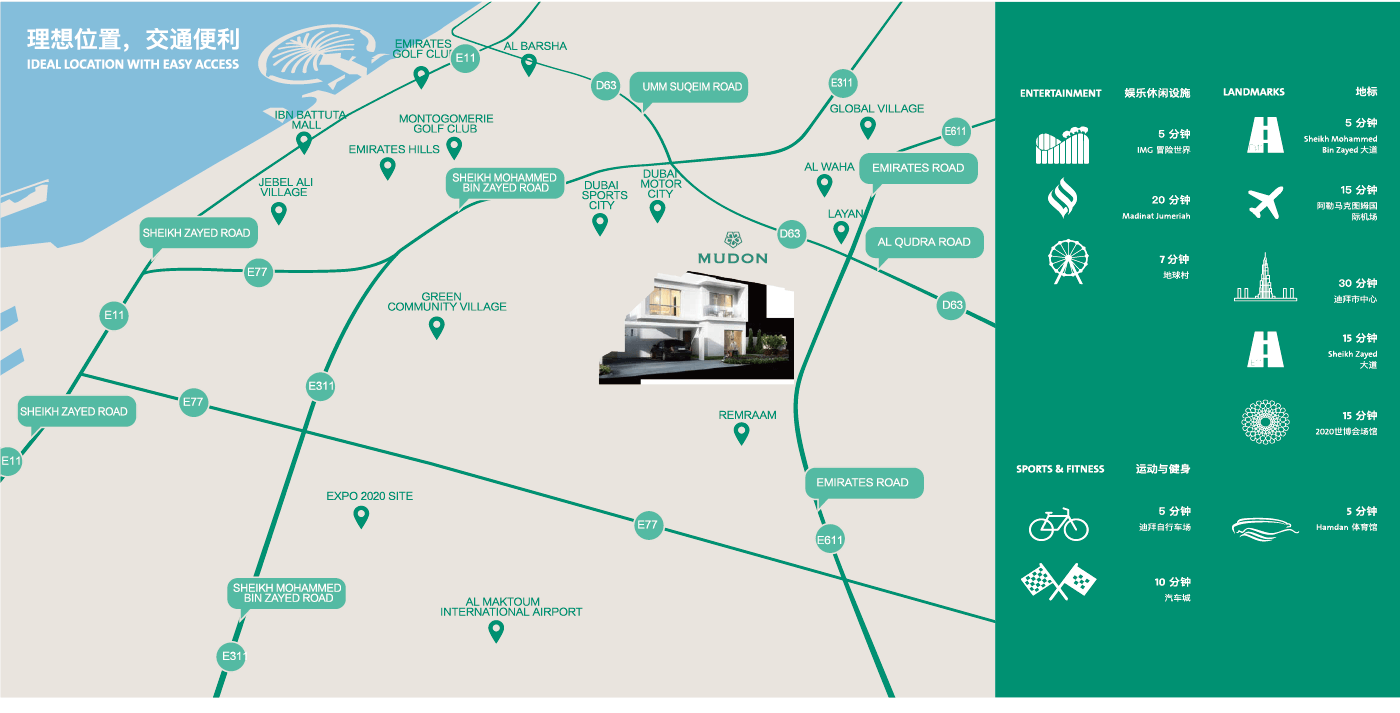 理想位置，交通便利
IDEAL LOCATION WITH EASY ACCESS
EMIRATES
GOLF CLUB
E11
AL BARSHA
D63
UMM SUQEIM ROAD
E311
GLOBAL VILLAGE
E611
IBN BATTUTA
MALL
MONTOGOMERIE
GOLF CLUB
EMIRATES HILLS
SHEIKH MOHAMMED
BIN ZAYED ROAD
DUBAI
SPORTS
CITY
DUBAI
MOTOR
CITY
AL WAHA
EMIRATES ROAD
JEBEL ALI
VILLAGE
LAYAN
SHEIKH ZAYED ROAD
D63
AL QUDRA ROAD
E77
MUDON
GREEN
COMMUNITY VILLAGE
E11
D63
E311
E77
SHEIKH ZAYED ROAD
REMRAAM
E11
EMIRATES ROAD
EXPO 2020 SITE
E77
E611
SHEIKH MOHAMMED
BIN ZAYED ROAD
AL MAKTOUM
INTERNATIONAL AIRPORT
E311
ENTERTAINMENT 娱乐休闲设施
5 分钟
IMG 冒险世界
20 分钟
Madinat Jumeriah
7 分钟
地球村
LANDMARKS 地标
5 分钟
Sheikh Mohammed
Bin Zayed 大道
15 分钟
阿勒马克图姆国
际机场
30 分钟
迪拜市中心
15 分钟
Sheikh Zayed
大道
15 分钟
2020世博会场馆
SPORTS & FITNESS 运动与健身
5 分钟
迪拜自行车场
10 分钟
汽车城
5 分钟
Hamdan 体育馆